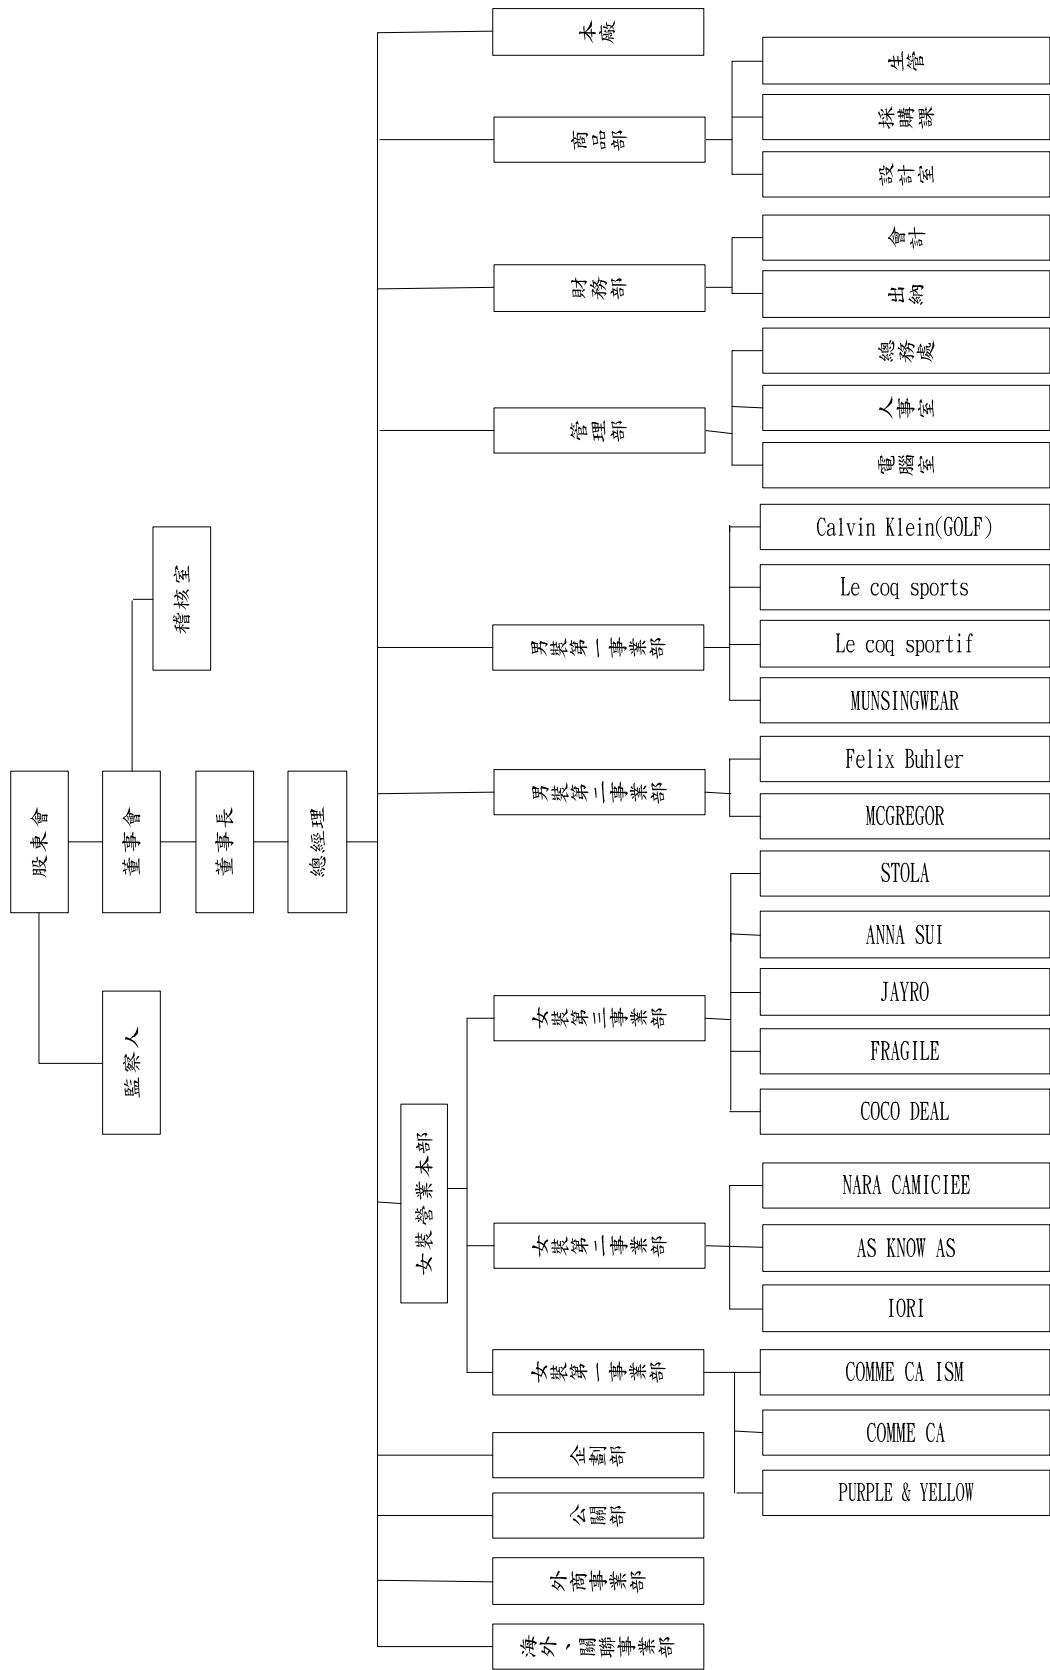 股東會
監察人
董事會
稽核室
董事長
總經理
本廠
商品部
生管
採購課
設計室
財務部
會計
出納
管理部
總務處
人事室
電腦室
男裝第一事業部
Calvin Klein(GOLF)
Le coq sports
Le coq sportif
MUNSINGWEAR
男裝第二事業部
Felix Buhler
MCGREGOR
女裝營業本部
女裝第三事業部
STOLA
ANNA SUI
JAYRO
FRAGILE
COCO DEAL
女裝第二事業部
NARA CAMICIEE
AS KNOW AS
IORI
女裝第一事業部
COMME CA ISM
COMME CA
PURPLE & YELLOW
企劃部
公關部
外商事業部
海外、關聯事業部